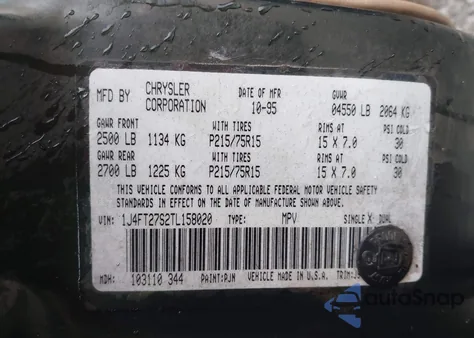 MFD BY CHRYSLER DATE OF MFR GVWR
CORPORATION 10-95 04550 LB 2064 KG
GAWR FRONT WITH TIRES RIMS AT PSI COLD
2500 LB 1134 KG P215/75R15 15 X 7.0 30
GAWR REAR WITH TIRES RIMS AT PSI COLD
2700 LB 1225 KG P215/75R15 15 X 7.0 30
THIS VEHICLE CONFORMS TO ALL APPLICABLE FEDERAL MOTOR VEHICLE SAFETY
STANDARDS IN EFFECT ON THE DATE OF MANUFACTURE SHOWN ABOVE.
VIN: 1J4FT27S2TL158020 TYPE: MPV SINGLE X DUAL
MDH: 103110 344 PAINT: PJN VEHICLE MADE IN U.S.A. TRIM:
autoSnap